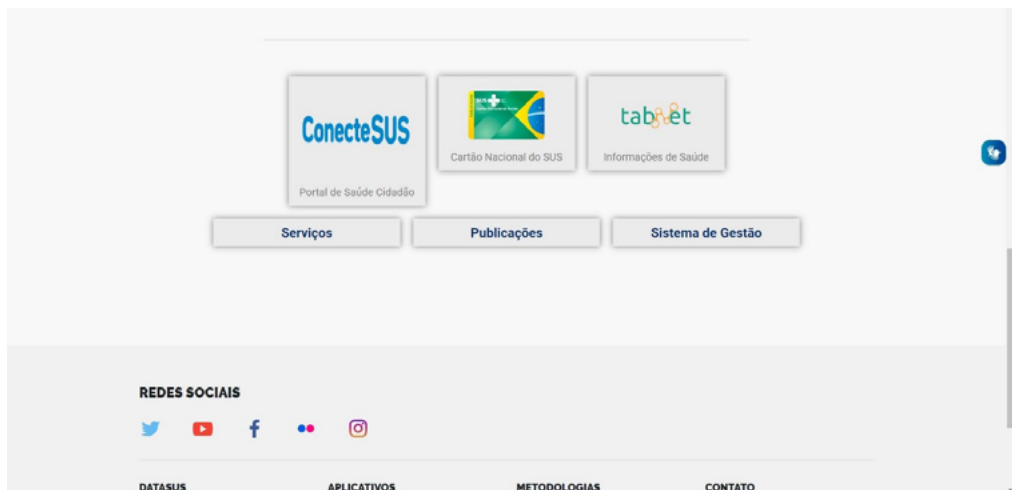 ConecteSUS
Portal de Saúde Cidadão
SUS
Cartão Nacional do SUS
tabnet
Informações de Saúde
Serviços
Publicações
Sistema de Gestão
REDES SOCIAIS
DATASUS
APLICATIVOS
METODOLOGIAS
CONTATO